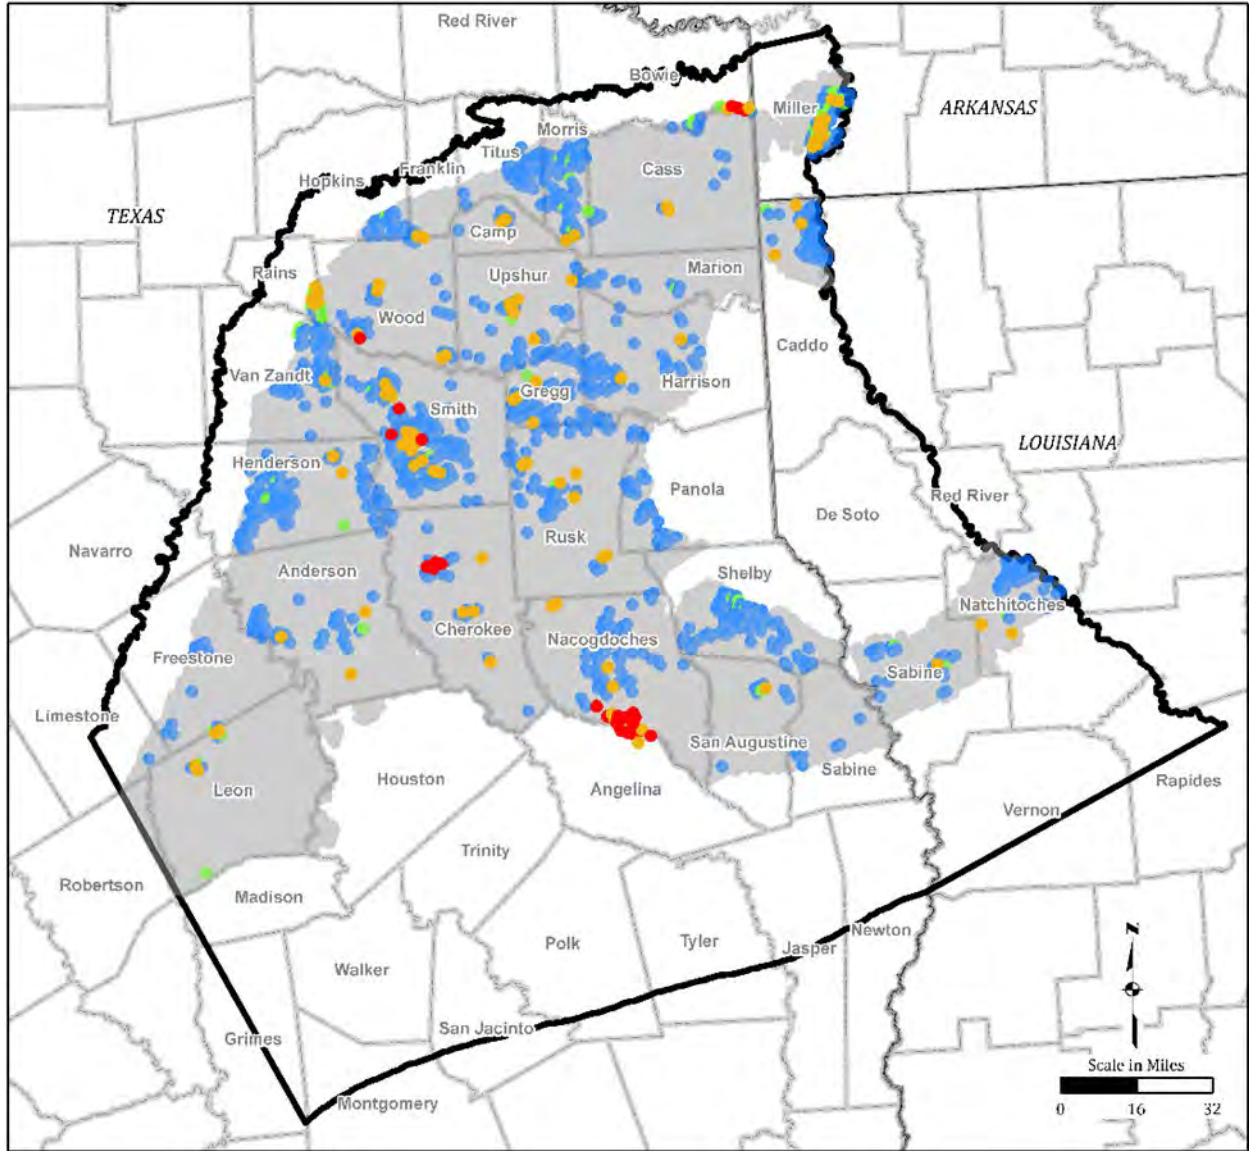 Red River
Bowie
Miller
ARKANSAS
Morris
Titus
Franklin
Cass
Hopkins
TEXAS
Camp
Rains
Upshur
Marion
Wood
Caddo
Van Zandt
Harrison
Gregg
Smith
LOUISIANA
Henderson
Panola
Red River
De Soto
Navarro
Rusk
Anderson
Shelby
Natchitoches
Cherokee
Nacogdoches
Freestone
Sabine
Limestone
San Augustine
Sabine
Houston
Angelina
Rapides
Leon
Vernon
Trinity
Robertson
Madison
N
Newton
Polk
Tyler
Jasper
Walker
San Jacinto
Grimes
Scale in Miles
Montgomery
0 16 32